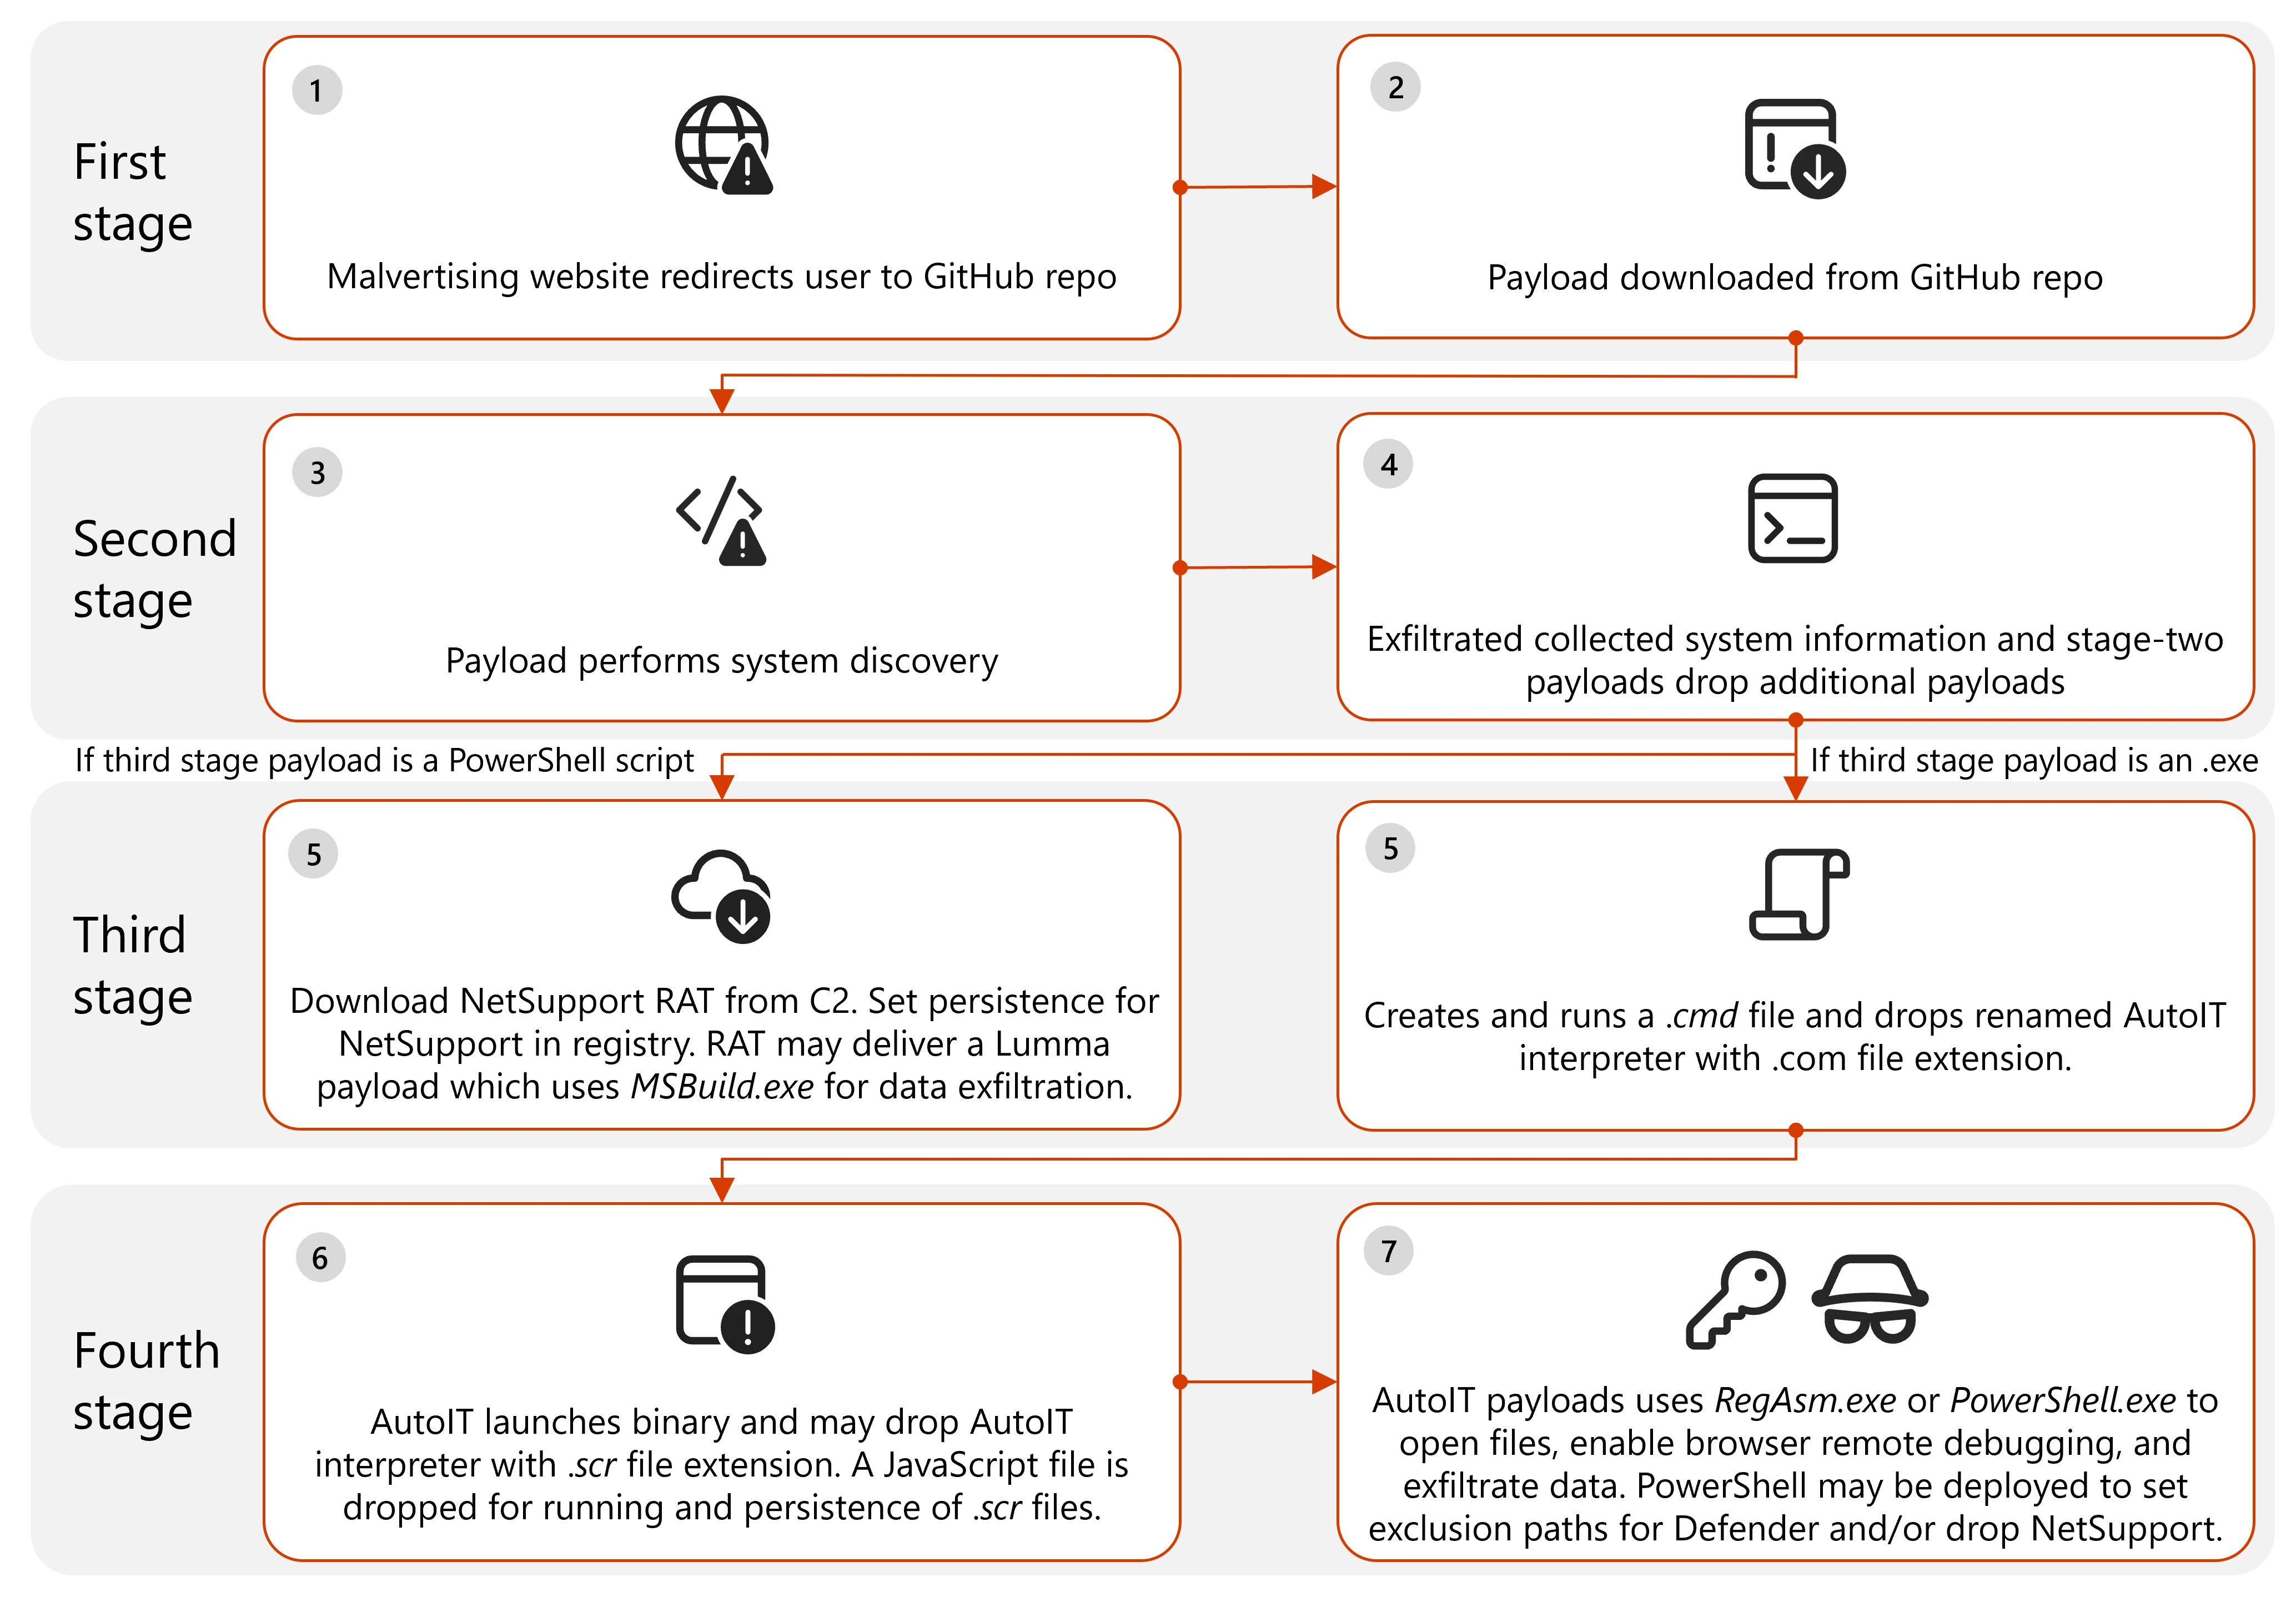 First
stage
1
Malvertising website redirects user to GitHub repo
2
Payload downloaded from GitHub repo
Second
stage
3
Payload performs system discovery
4
Exfiltrated collected system information and stage-two
payloads drop additional payloads
If third stage payload is a PowerShell script
If third stage payload is an .exe
Third
stage
5
Download NetSupport RAT from C2. Set persistence for
NetSupport in registry. RAT may deliver a Lumma
payload which uses MSBuild.exe for data exfiltration.
5
Creates and runs a .cmd file and drops renamed AutoIT
interpreter with .com file extension.
Fourth
stage
6
AutoIT launches binary and may drop AutoIT
interpreter with .scr file extension. A JavaScript file is
dropped for running and persistence of .scr files.
7
AutoIT payloads uses RegAsm.exe or PowerShell.exe to
open files, enable browser remote debugging, and
exfiltrate data. PowerShell may be deployed to set
exclusion paths for Defender and/or drop NetSupport.